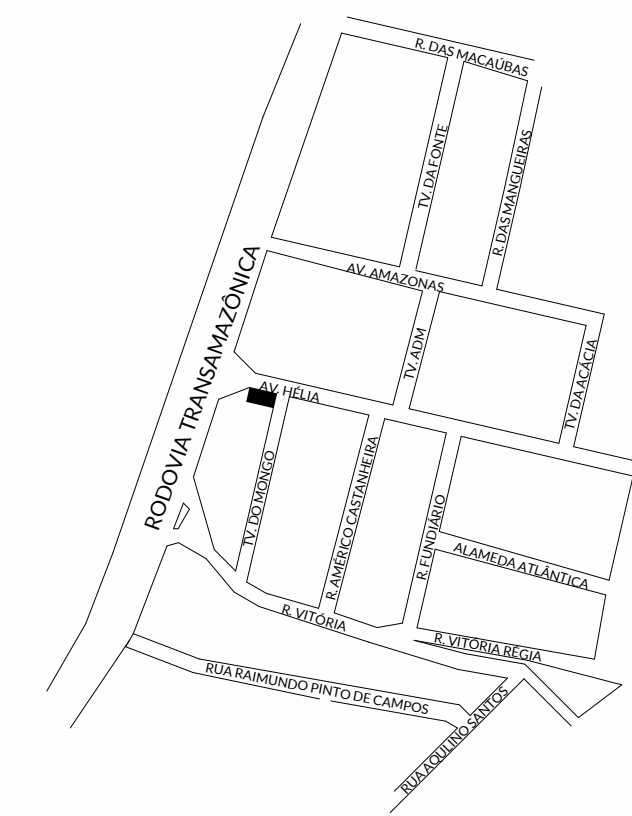 R. DAS MACAÚBAS
TV. DA FONTE
R. DAS MANGUEIRAS
RODOVIA TRANSAMAZÔNICA
AV. AMAZONAS
TV. ADM
TV. DA ACÁCIA
AV. HÉLIA
TV. DO MONGO
R. AMÉRICO CASTANHEIRA
R. FUNDIÁRIO
ALAMEDA ATLÂNTICA
R. VITÓRIA
R. VITÓRIA RÉGIA
RUA RAIMUNDO PINTO DE CAMPOS
RUA AQULINO SANTOS